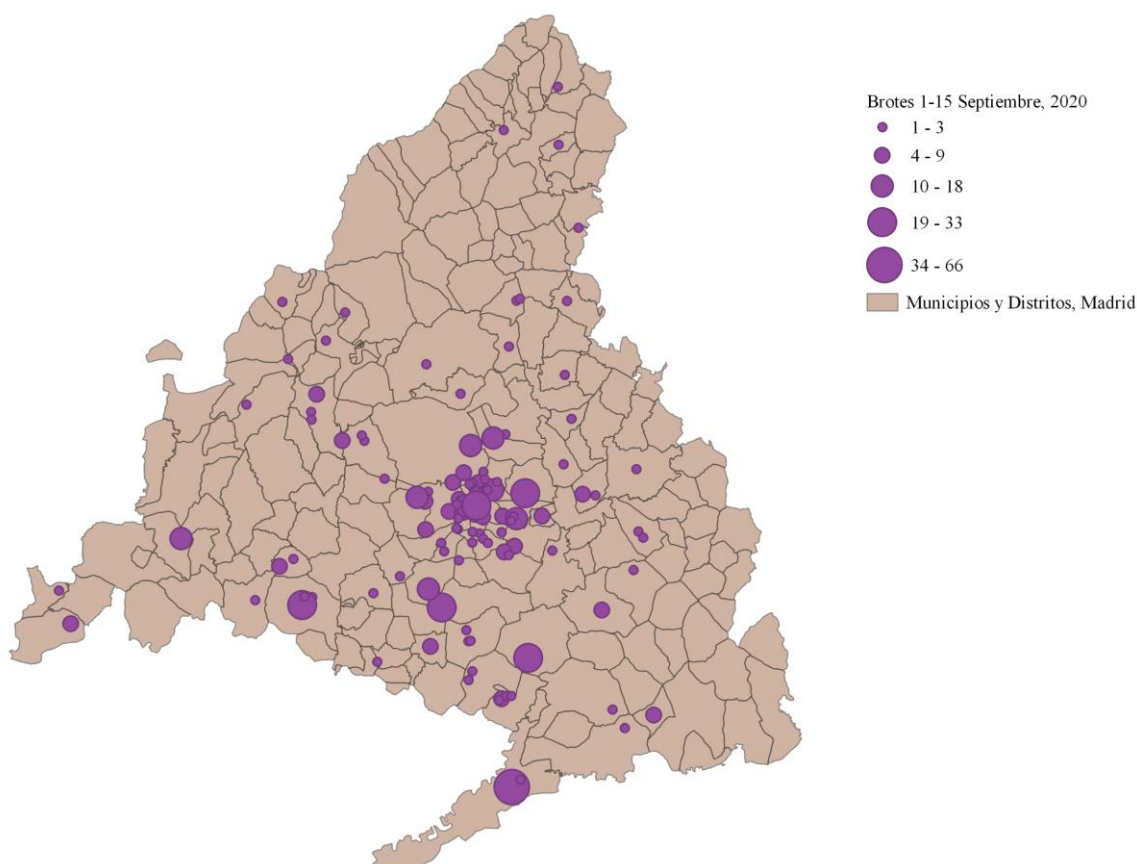 Brotes 1-15 Septiembre, 2020
1 - 3
4 - 9
10 - 18
19 - 33
34 - 66
Municipios y Distritos, Madrid